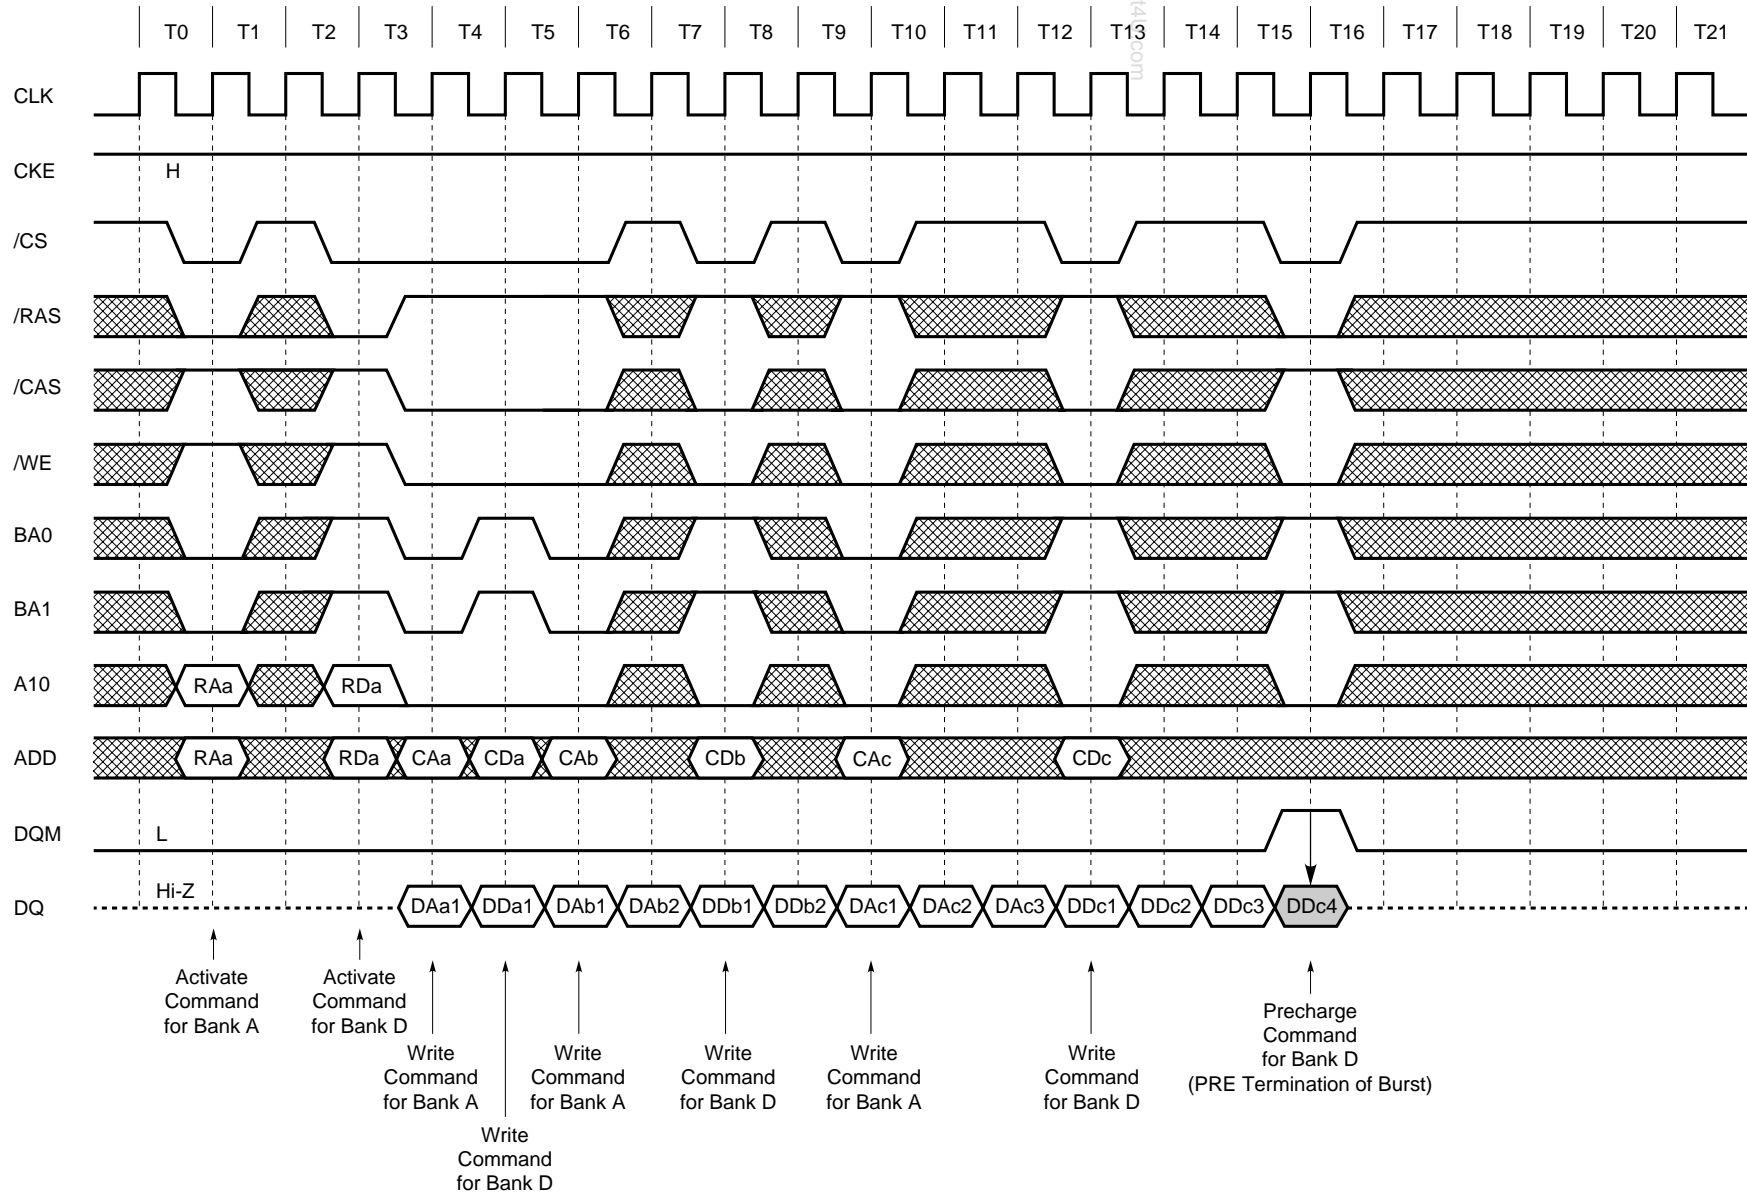 T0 T1 T2 T3 T4 T5 T6 T7 T8 T9 T10 T11 T12 T13 T14 T15 T16 T17 T18 T19 T20 T21
CLK
CKE H
/CS
/RAS
/CAS
/WE
BA0
BA1
A10 RAa RDa
ADD RAa RDa CAa CDa CAb CDb CAc CDc
DQM L
Hi-Z
DQ DAa1 DDa1 DAb1 DAb2 DDb1 DDb2 DAc1 DAc2 DAc3 DDc1 DDc2 DDc3 DDc4
Activate
Command
for Bank A
Activate
Command
for Bank D
Write
Command
for Bank A
Write
Command
for Bank D
Write
Command
for Bank A
Write
Command
for Bank D
Write
Command
for Bank A
Write
Command
for Bank D
Precharge
Command
for Bank D
(PRE Termination of Burst)